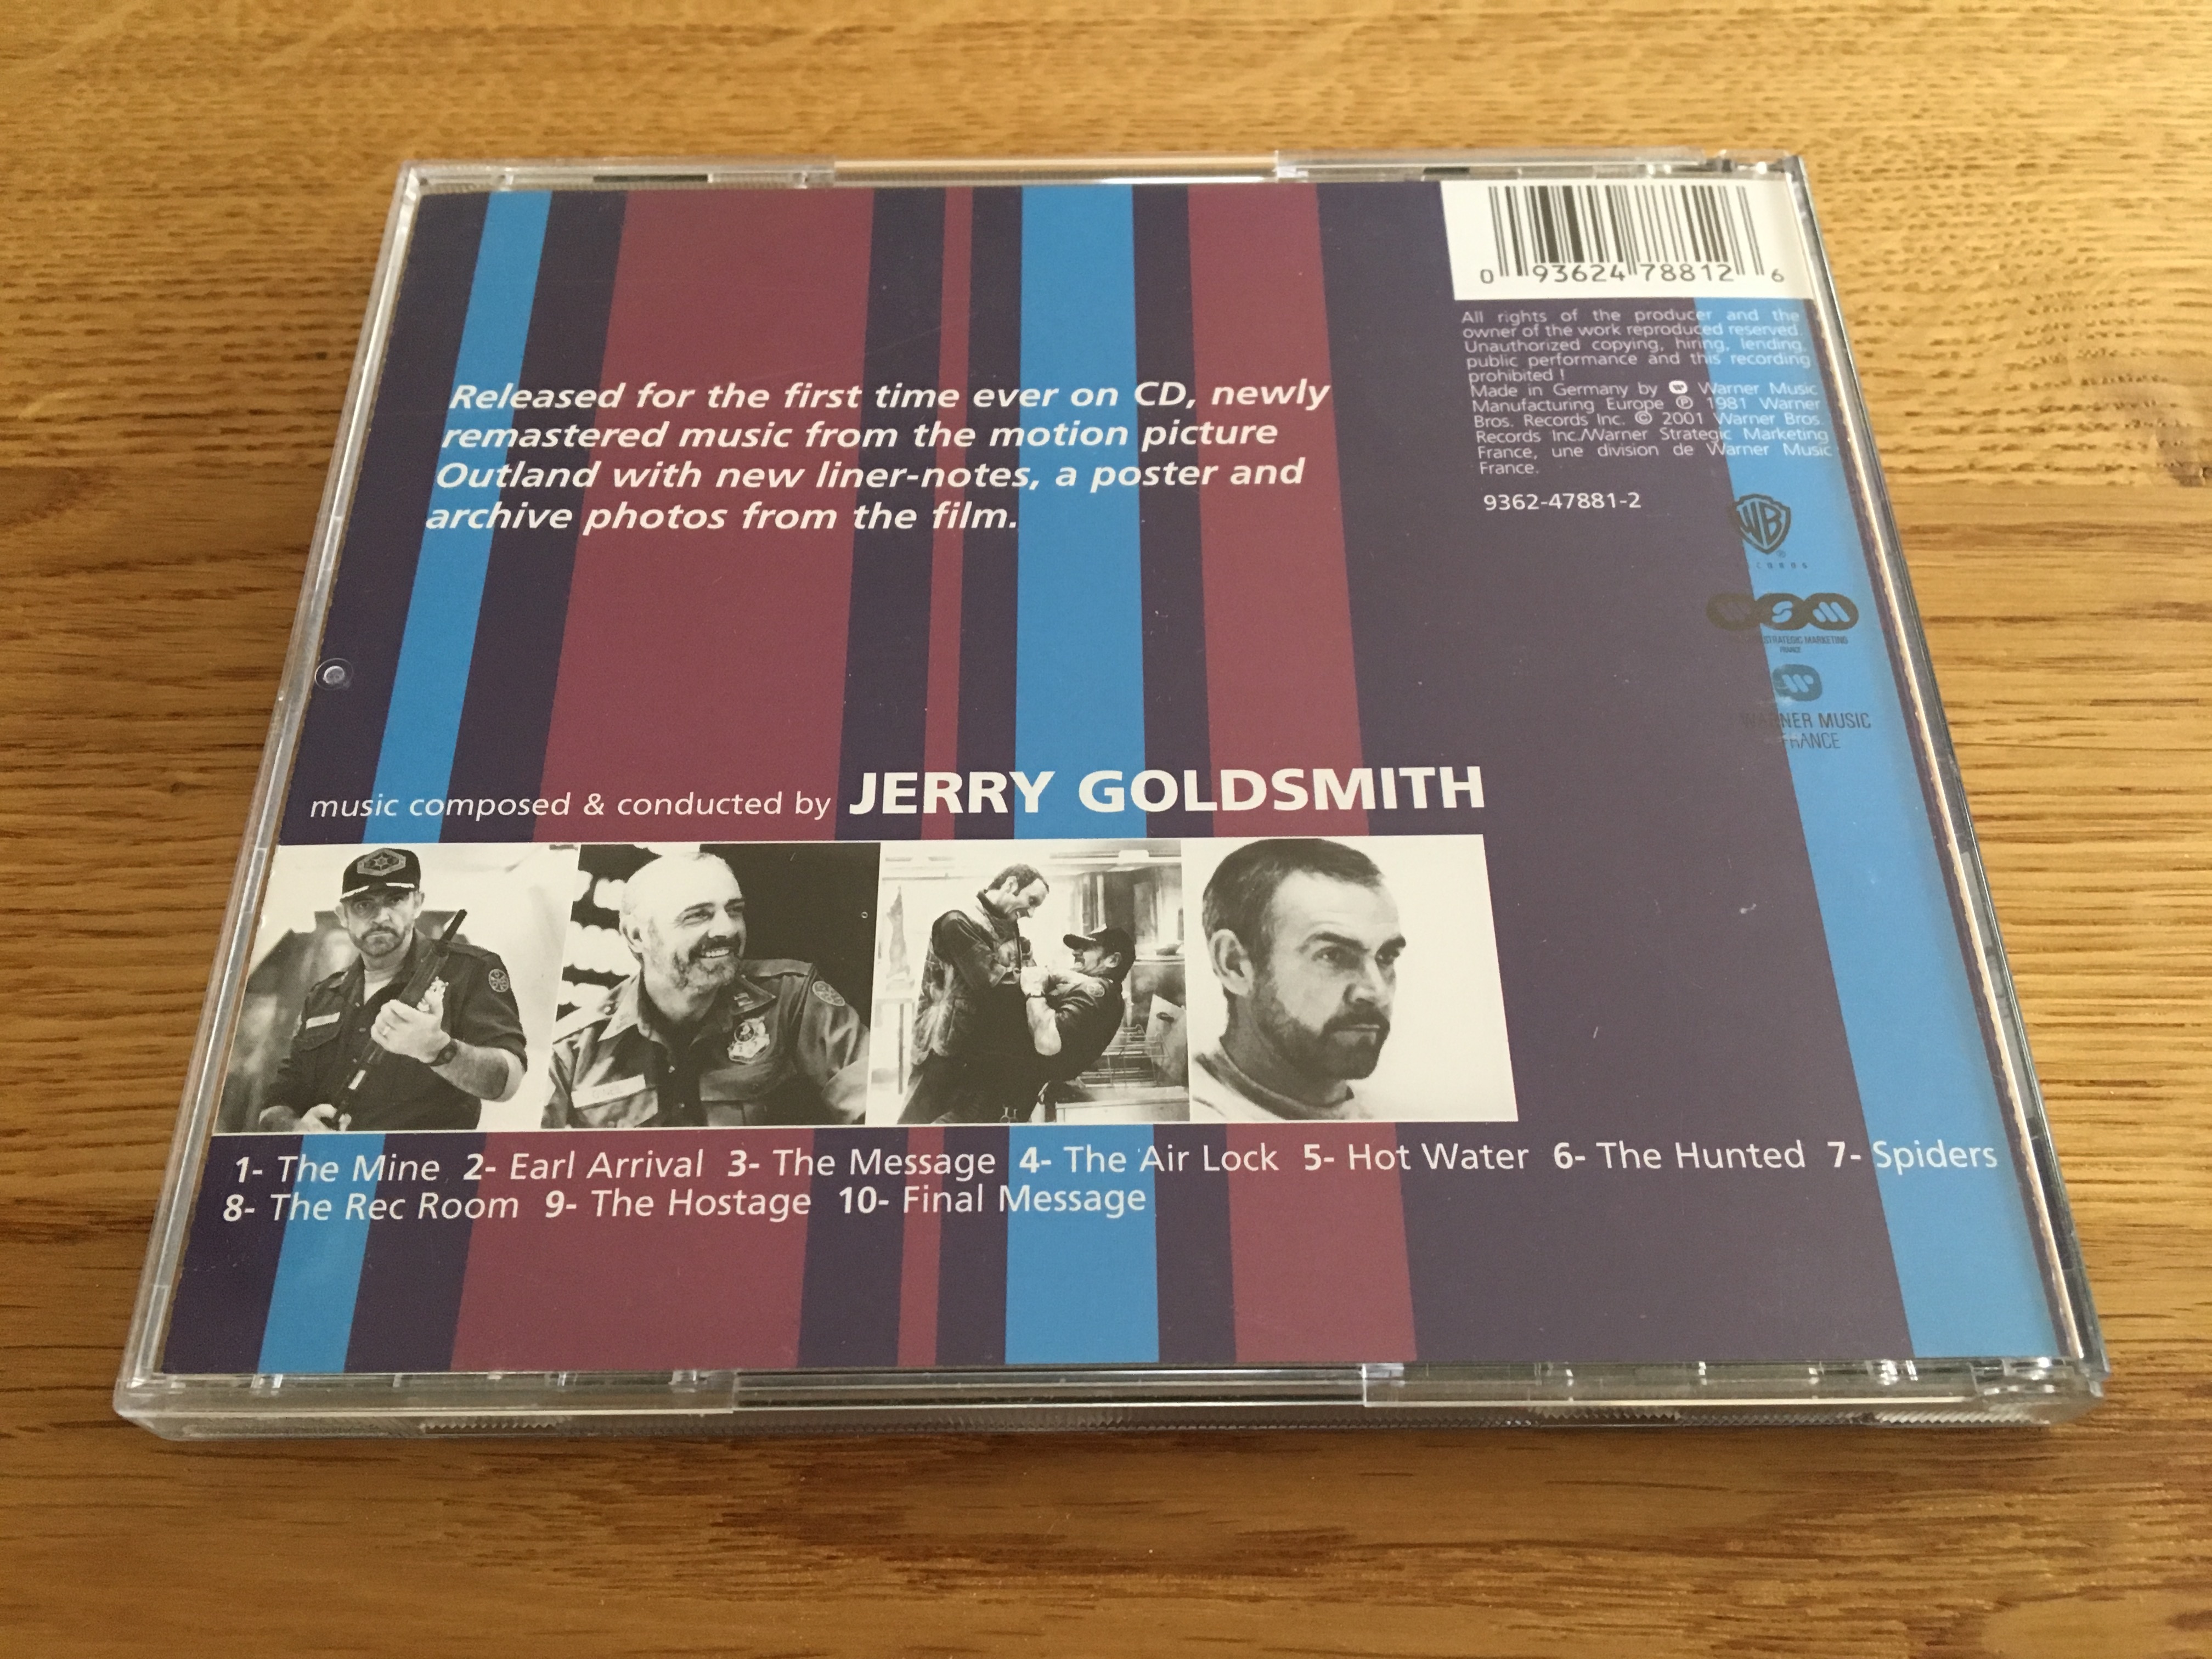 0 93624 78812 6
All rights of the producer and the
owner of the work reproduced reserved.
Unauthorized copying, hiring, lending,
public performance and this recording
prohibited !
Made in Germany by Warner Music
Manufacturing Europe ℗ 1981 Warner
Bros. Records Inc. © 2001 Warner Bros.
Records Inc./Warner Strategic Marketing
France, une division de Warner Music
France.
9362-47881-2
WB
WSM
STRATEGIC MARKETING
FRANCE
WARNER MUSIC
FRANCE
Released for the first time ever on CD, newly
remastered music from the motion picture
Outland with new liner-notes, a poster and
archive photos from the film.
music composed & conducted by JERRY GOLDSMITH
1- The Mine 2- Earl Arrival 3- The Message 4- The Air Lock 5- Hot Water 6- The Hunted 7- Spiders
8- The Rec Room 9- The Hostage 10- Final Message